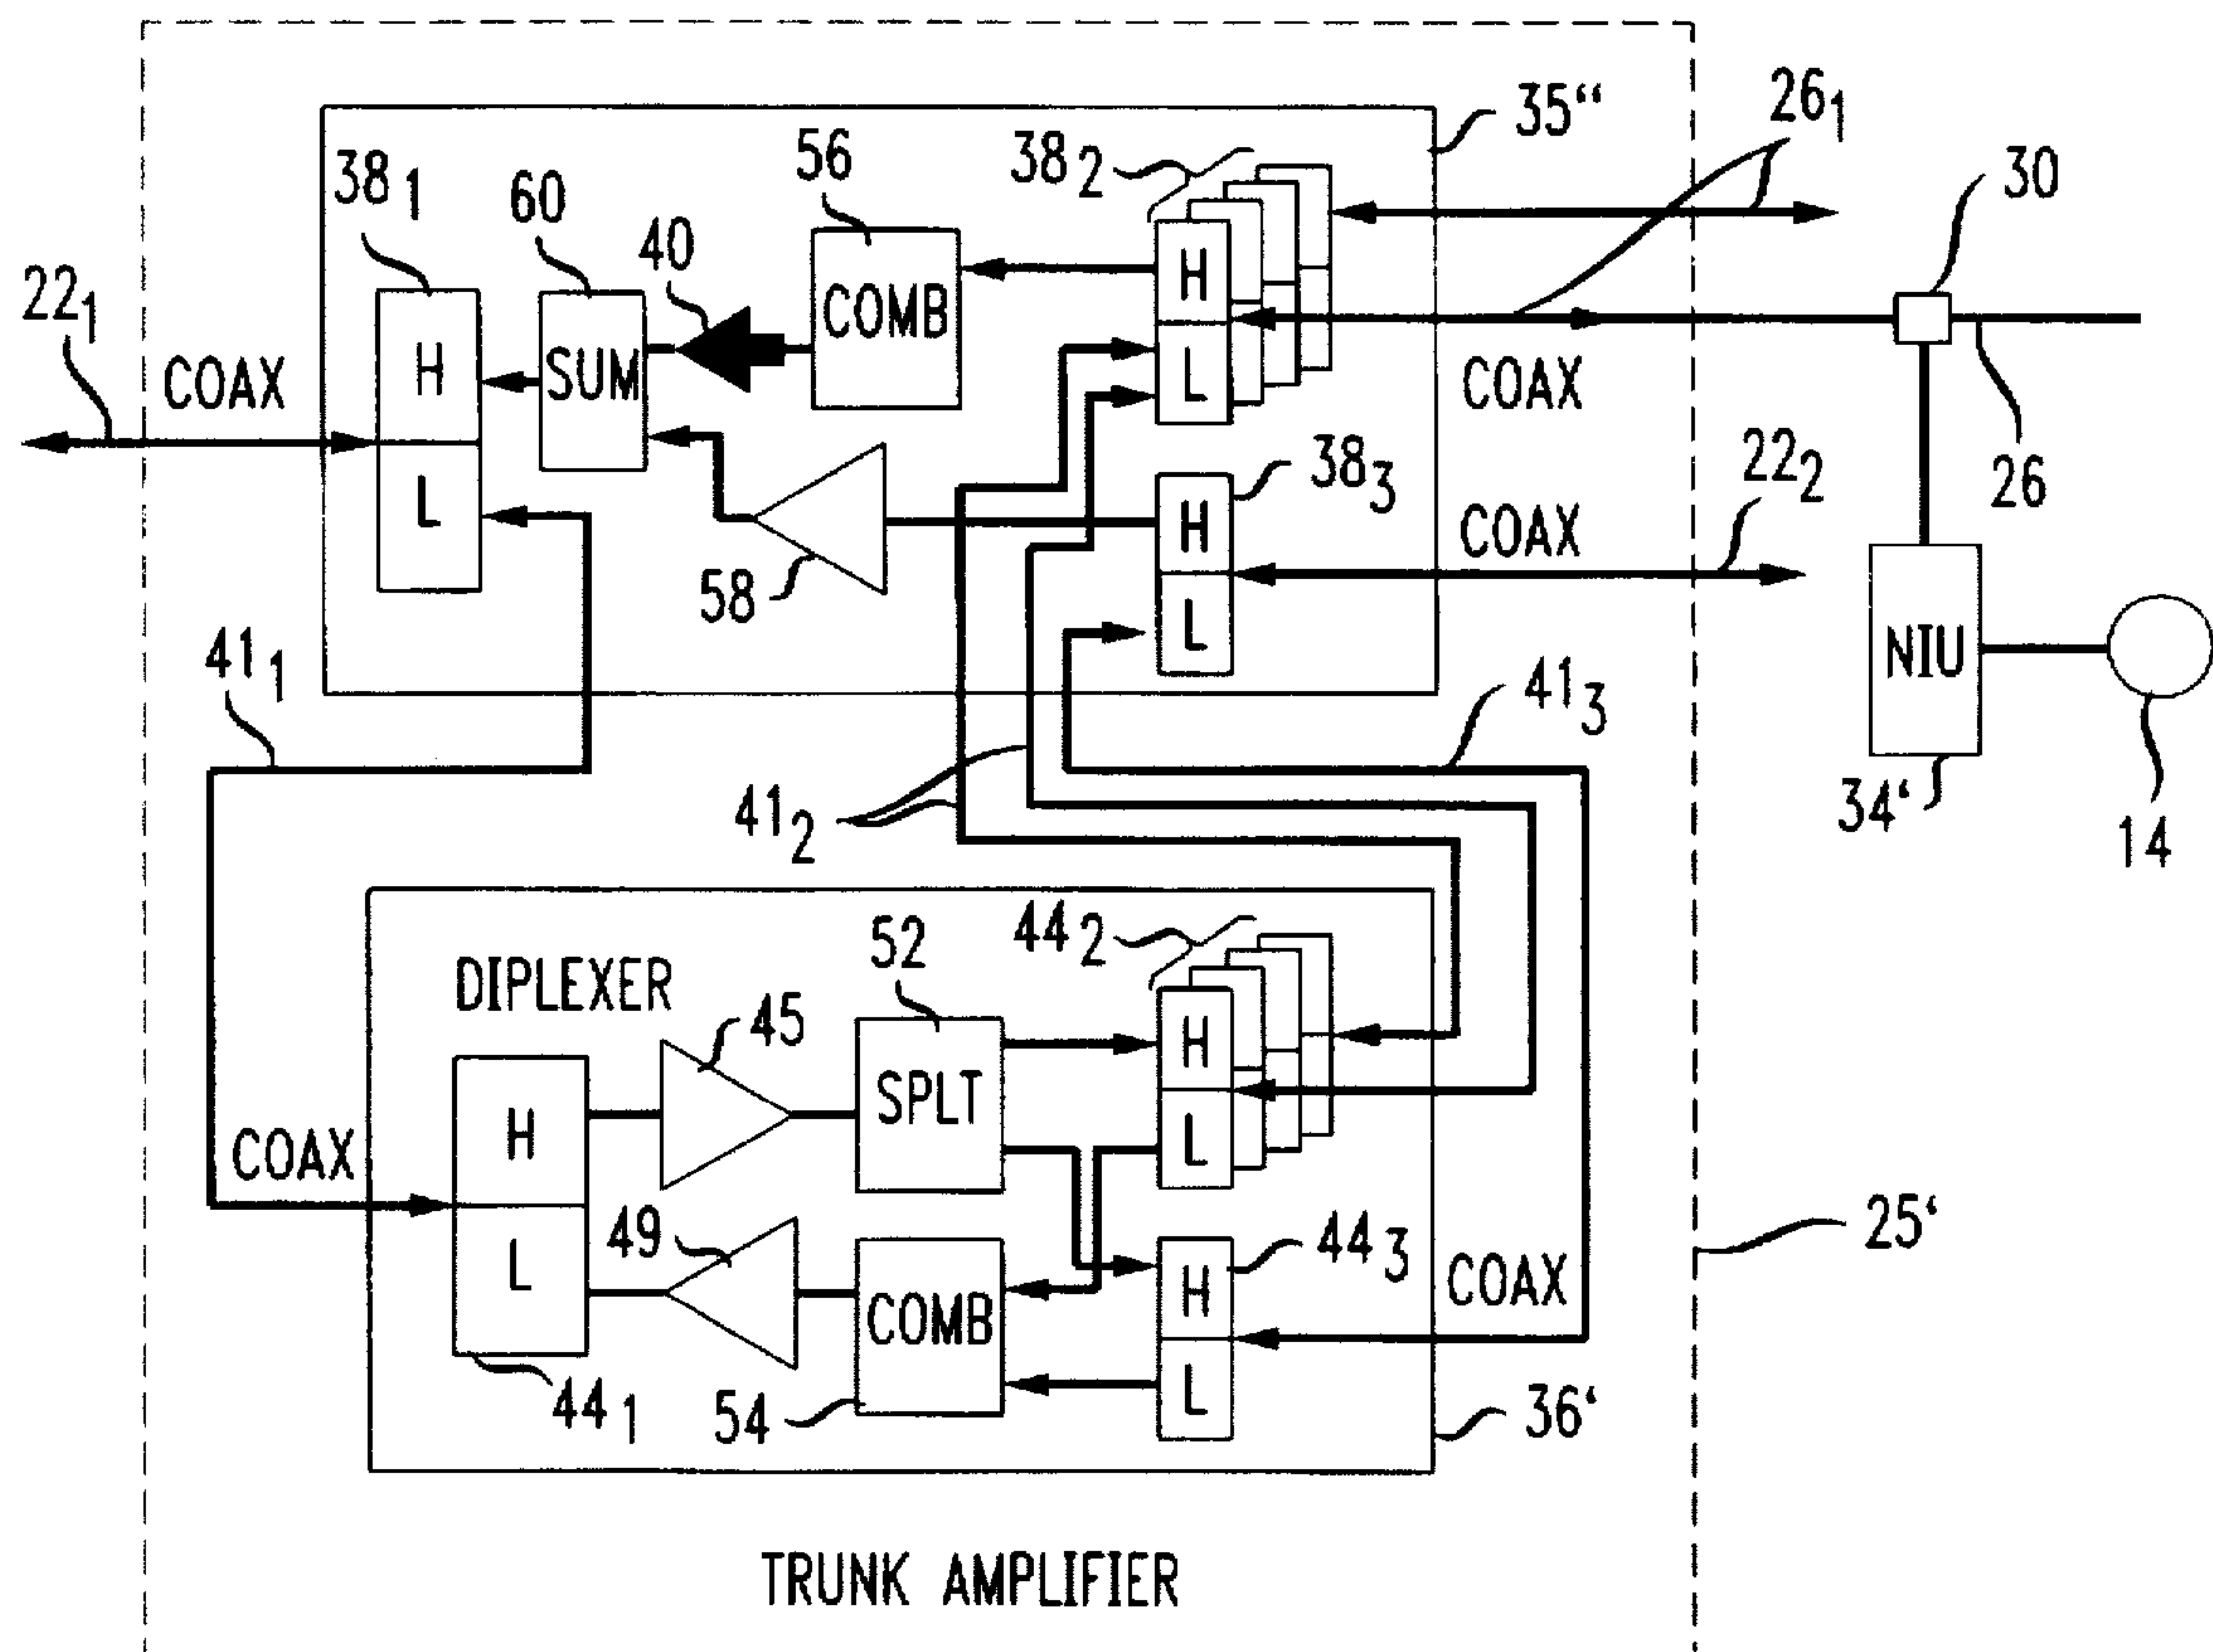 35“
26₁
38₂
56
30
38₁
60
40
COMB
H
22₁
COAX
H
SUM
L
COAX
38₃
22₂
26
L
H
COAX
58
L
NIU
41₁
41₃
34‘
41₂
14
44₂
52
DIPLEXER
45
H
SPLT
H
COAX
L
25‘
49
44₃
L
H
COAX
COMB
L
44₁
54
36‘
TRUNK AMPLIFIER